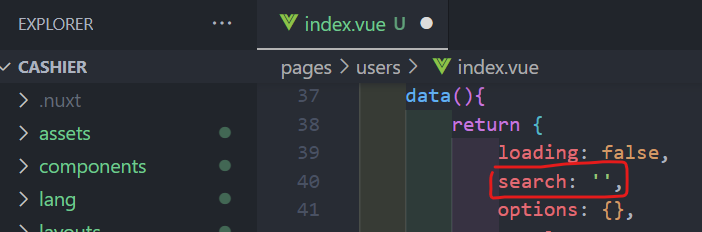 EXPLORER ...
index.vue U
CASHIER
pages > users > index.vue
.nuxt
assets
components
lang
layouts
37 data(){
38 return {
39 loading: false,
40 search: '',
41 options: {},